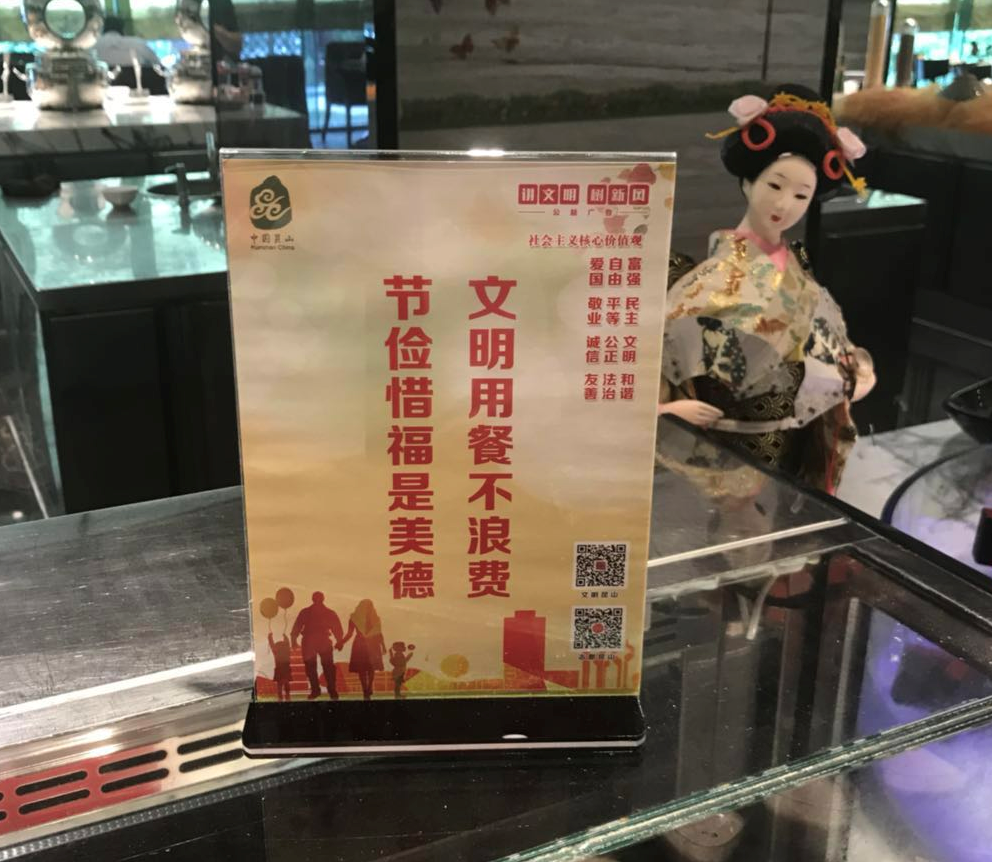 中国昆山
Kunshan China
讲文明 树新风
公益广告
社会主义核心价值观
富强 民主 文明 和谐
自由 平等 公正 法治
爱国 敬业 诚信 友善
文明用餐不浪费
节俭惜福是美德
文明昆山